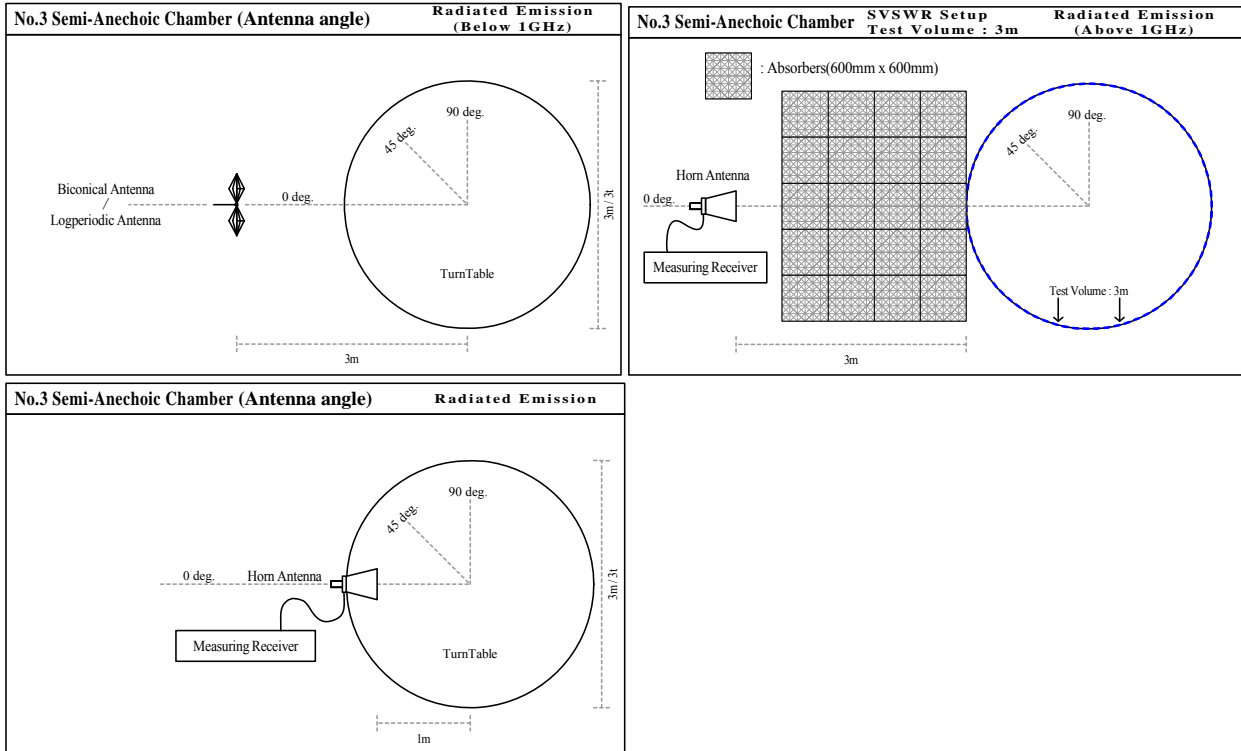 No.3 Semi-Anechoic Chamber (Antenna angle)
Radiated Emission
(Below 1GHz)
90 deg.
45 deg.
Biconical Antenna
/
Logperiodic Antenna
0 deg.
3m / 3t
TurnTable
3m
No.3 Semi-Anechoic Chamber
SVSWR Setup
Test Volume : 3m
Radiated Emission
(Above 1GHz)
: Absorbers(600mm x 600mm)
90 deg.
45 deg.
Horn Antenna
0 deg.
Measuring Receiver
Test Volume : 3m
3m
No.3 Semi-Anechoic Chamber (Antenna angle)
Radiated Emission
90 deg.
45 deg.
0 deg.
Horn Antenna
3m / 3t
Measuring Receiver
TurnTable
1m